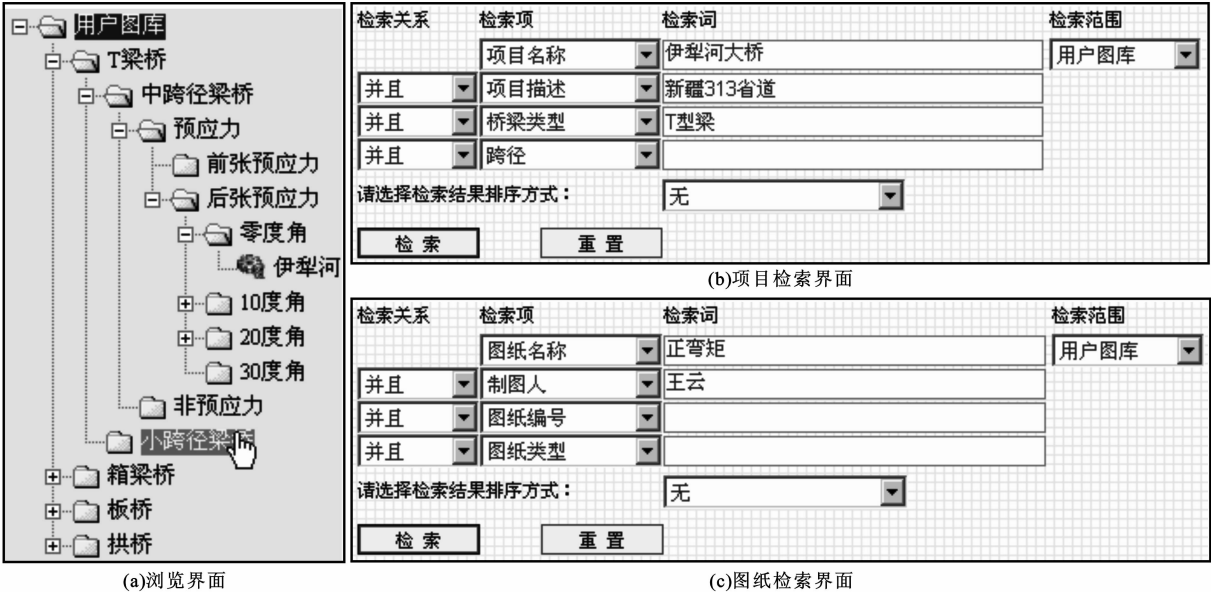 用户图库
T梁桥
中跨径梁桥
预应力
前张预应力
后张预应力
零度角
伊犁河
10度角
20度角
30度角
非预应力
小跨径梁
箱梁桥
板桥
拱桥
(a)浏览界面
检索关系 检索项 检索词 检索范围
项目名称 伊犁河大桥 用户图库
并且 项目描述 新疆313省道
并且 桥梁类型 T型梁
并且 跨径
请选择检索结果排序方式： 无
检 索 重 置
(b)项目检索界面
检索关系 检索项 检索词 检索范围
图纸名称 正弯矩 用户图库
并且 制图人 王云
并且 图纸编号
并且 图纸类型
请选择检索结果排序方式： 无
检 索 重 置
(c)图纸检索界面